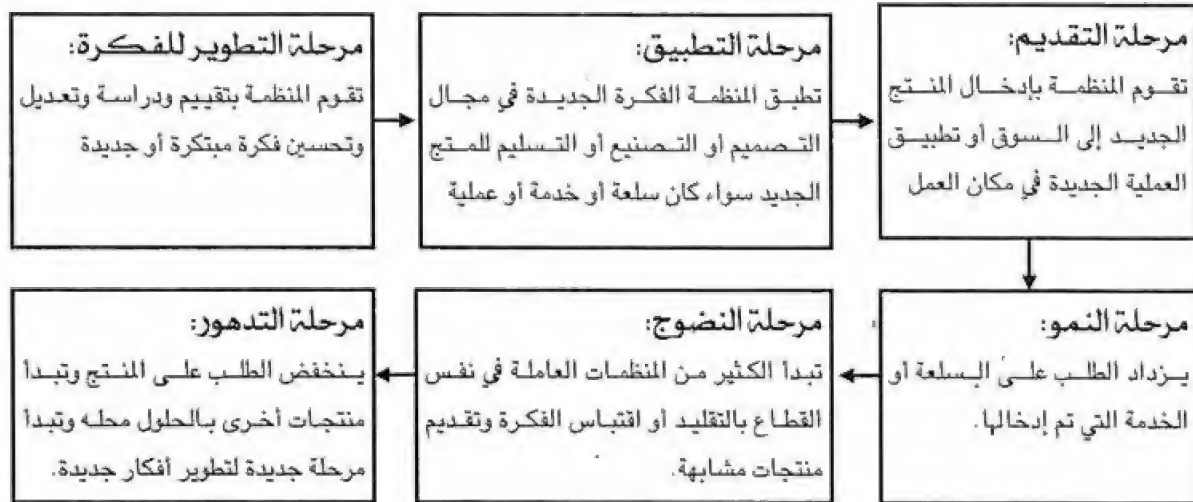 مرحلة التطوير للفكرة:
تقوم المنظمة بتقييم ودراسة وتعديل
وتحسين فكرة مبتكرة أو جديدة
مرحلة التطبيق:
تطبق المنظمة الفكرة الجديدة في مجال
التصميم او التصنيع أو التسليم للمنتج
الجديد سواء كان سلعة أو خدمة أو عملية
مرحلة التقديم:
تقوم المنظمة بإدخال المنتج
الجديد إلى السوق أو تطبيق
العملية الجديدة في مكان العمل
مرحلة النمو:
يزداد الطلب على السلعة أو
الخدمة التي تم إدخالها.
مرحلة النضوج:
تبدأ الكثير من المنظمات العاملة في نفس
القطاع بالتقليد أو اقتباس الفكرة وتقديم
منتجات مشابهة.
مرحلة التدهور:
ينخفض الطلب على المنتج وتبدا
منتجات أخرى بالحلول محله وتبدا
مرحلة جديدة لتطوير أفكار جديدة.